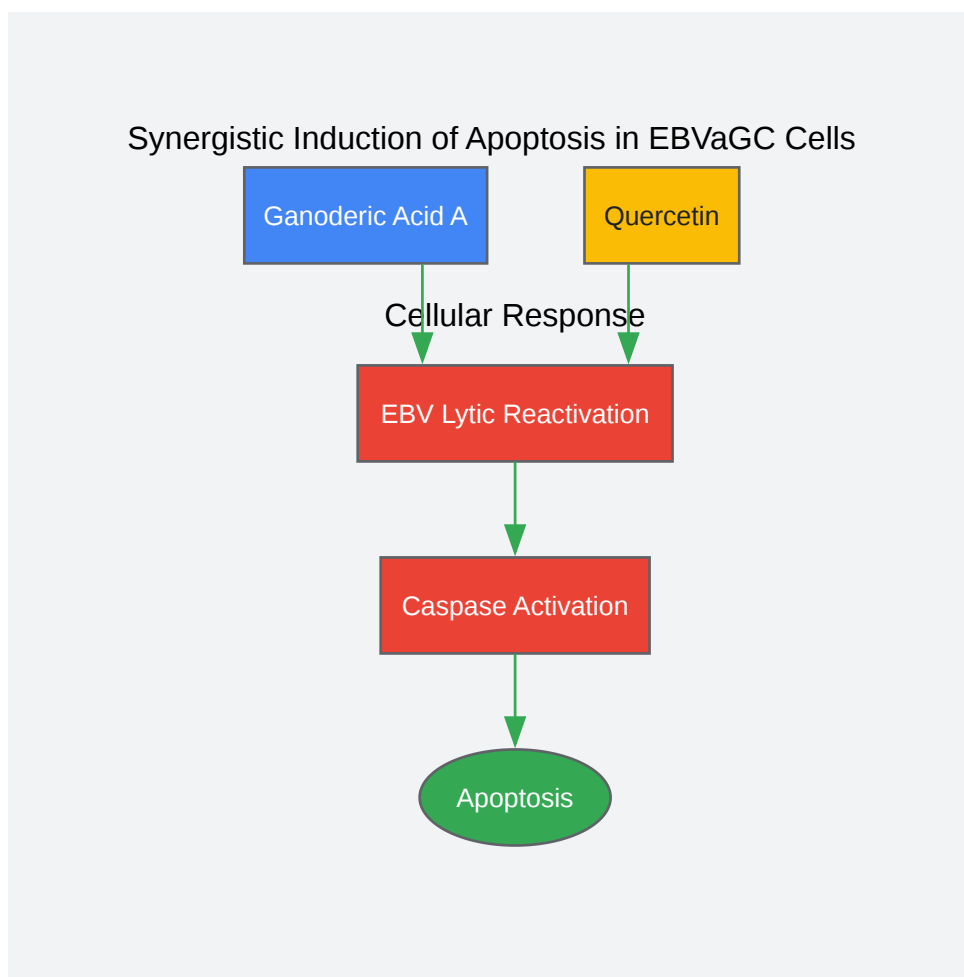 Synergistic Induction of Apoptosis in EBVaGC Cells
Ganoderic Acid A
Quercetin
Cellular Response
EBV Lytic Reactivation
Caspase Activation
Apoptosis